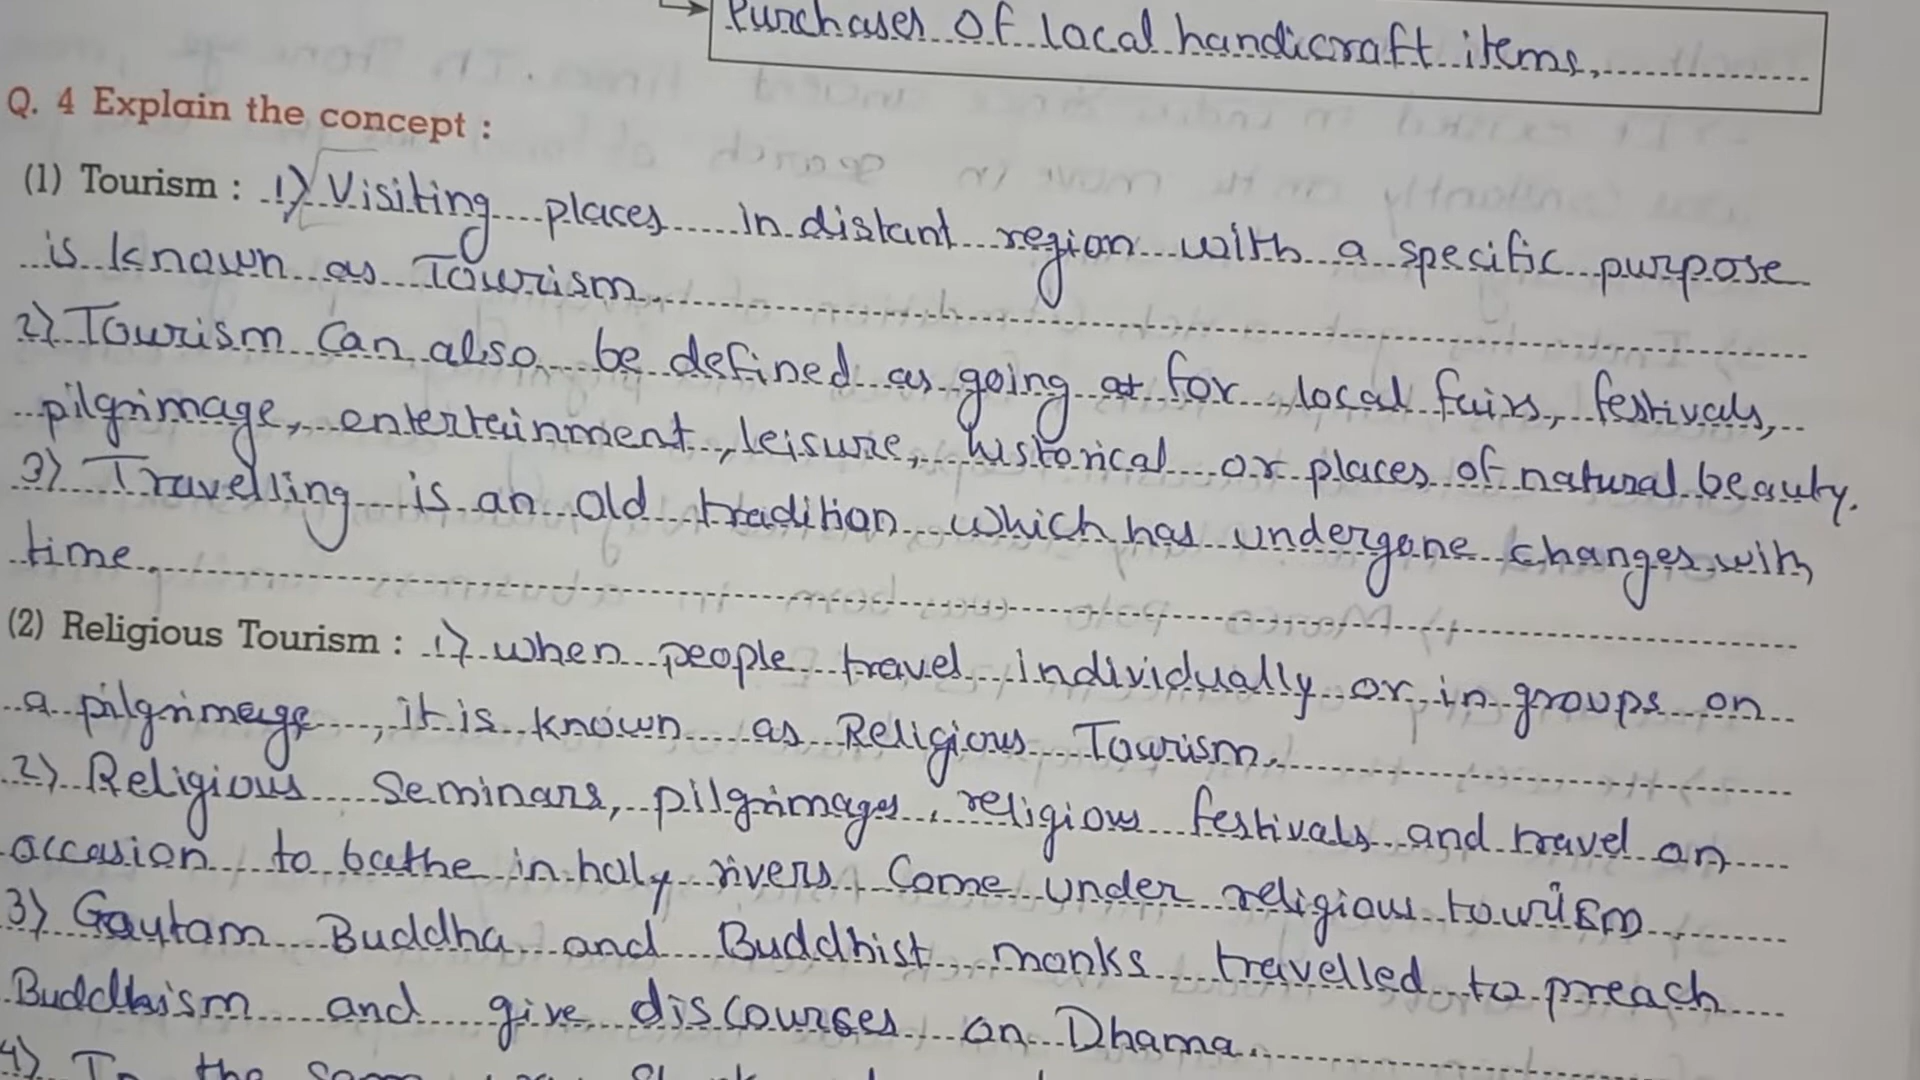 Purchases of local handicraft items,
Q. 4 Explain the concept :
(1) Tourism : 1) Visiting places in distant region with a specific purpose
is known as Tourism.
2) Tourism Can also be defined as going at for local fairs, festivals,
pilgrimage, entertainment, leisure, historical or places of natural beauty.
3) Travelling is an old tradition which has undergone changes with
time.
(2) Religious Tourism : 1) when people travel individually or in groups on
a pilgrimage, it is known as Religious Tourism.
2) Religious Seminars, pilgrimages, religious festivals and travel on
occasion to bathe in holy rivers Come under religious tourism
3) Gautam Buddha and Buddhist monks travelled to preach
Buddhism and give discourses on Dhama.
4) In the same